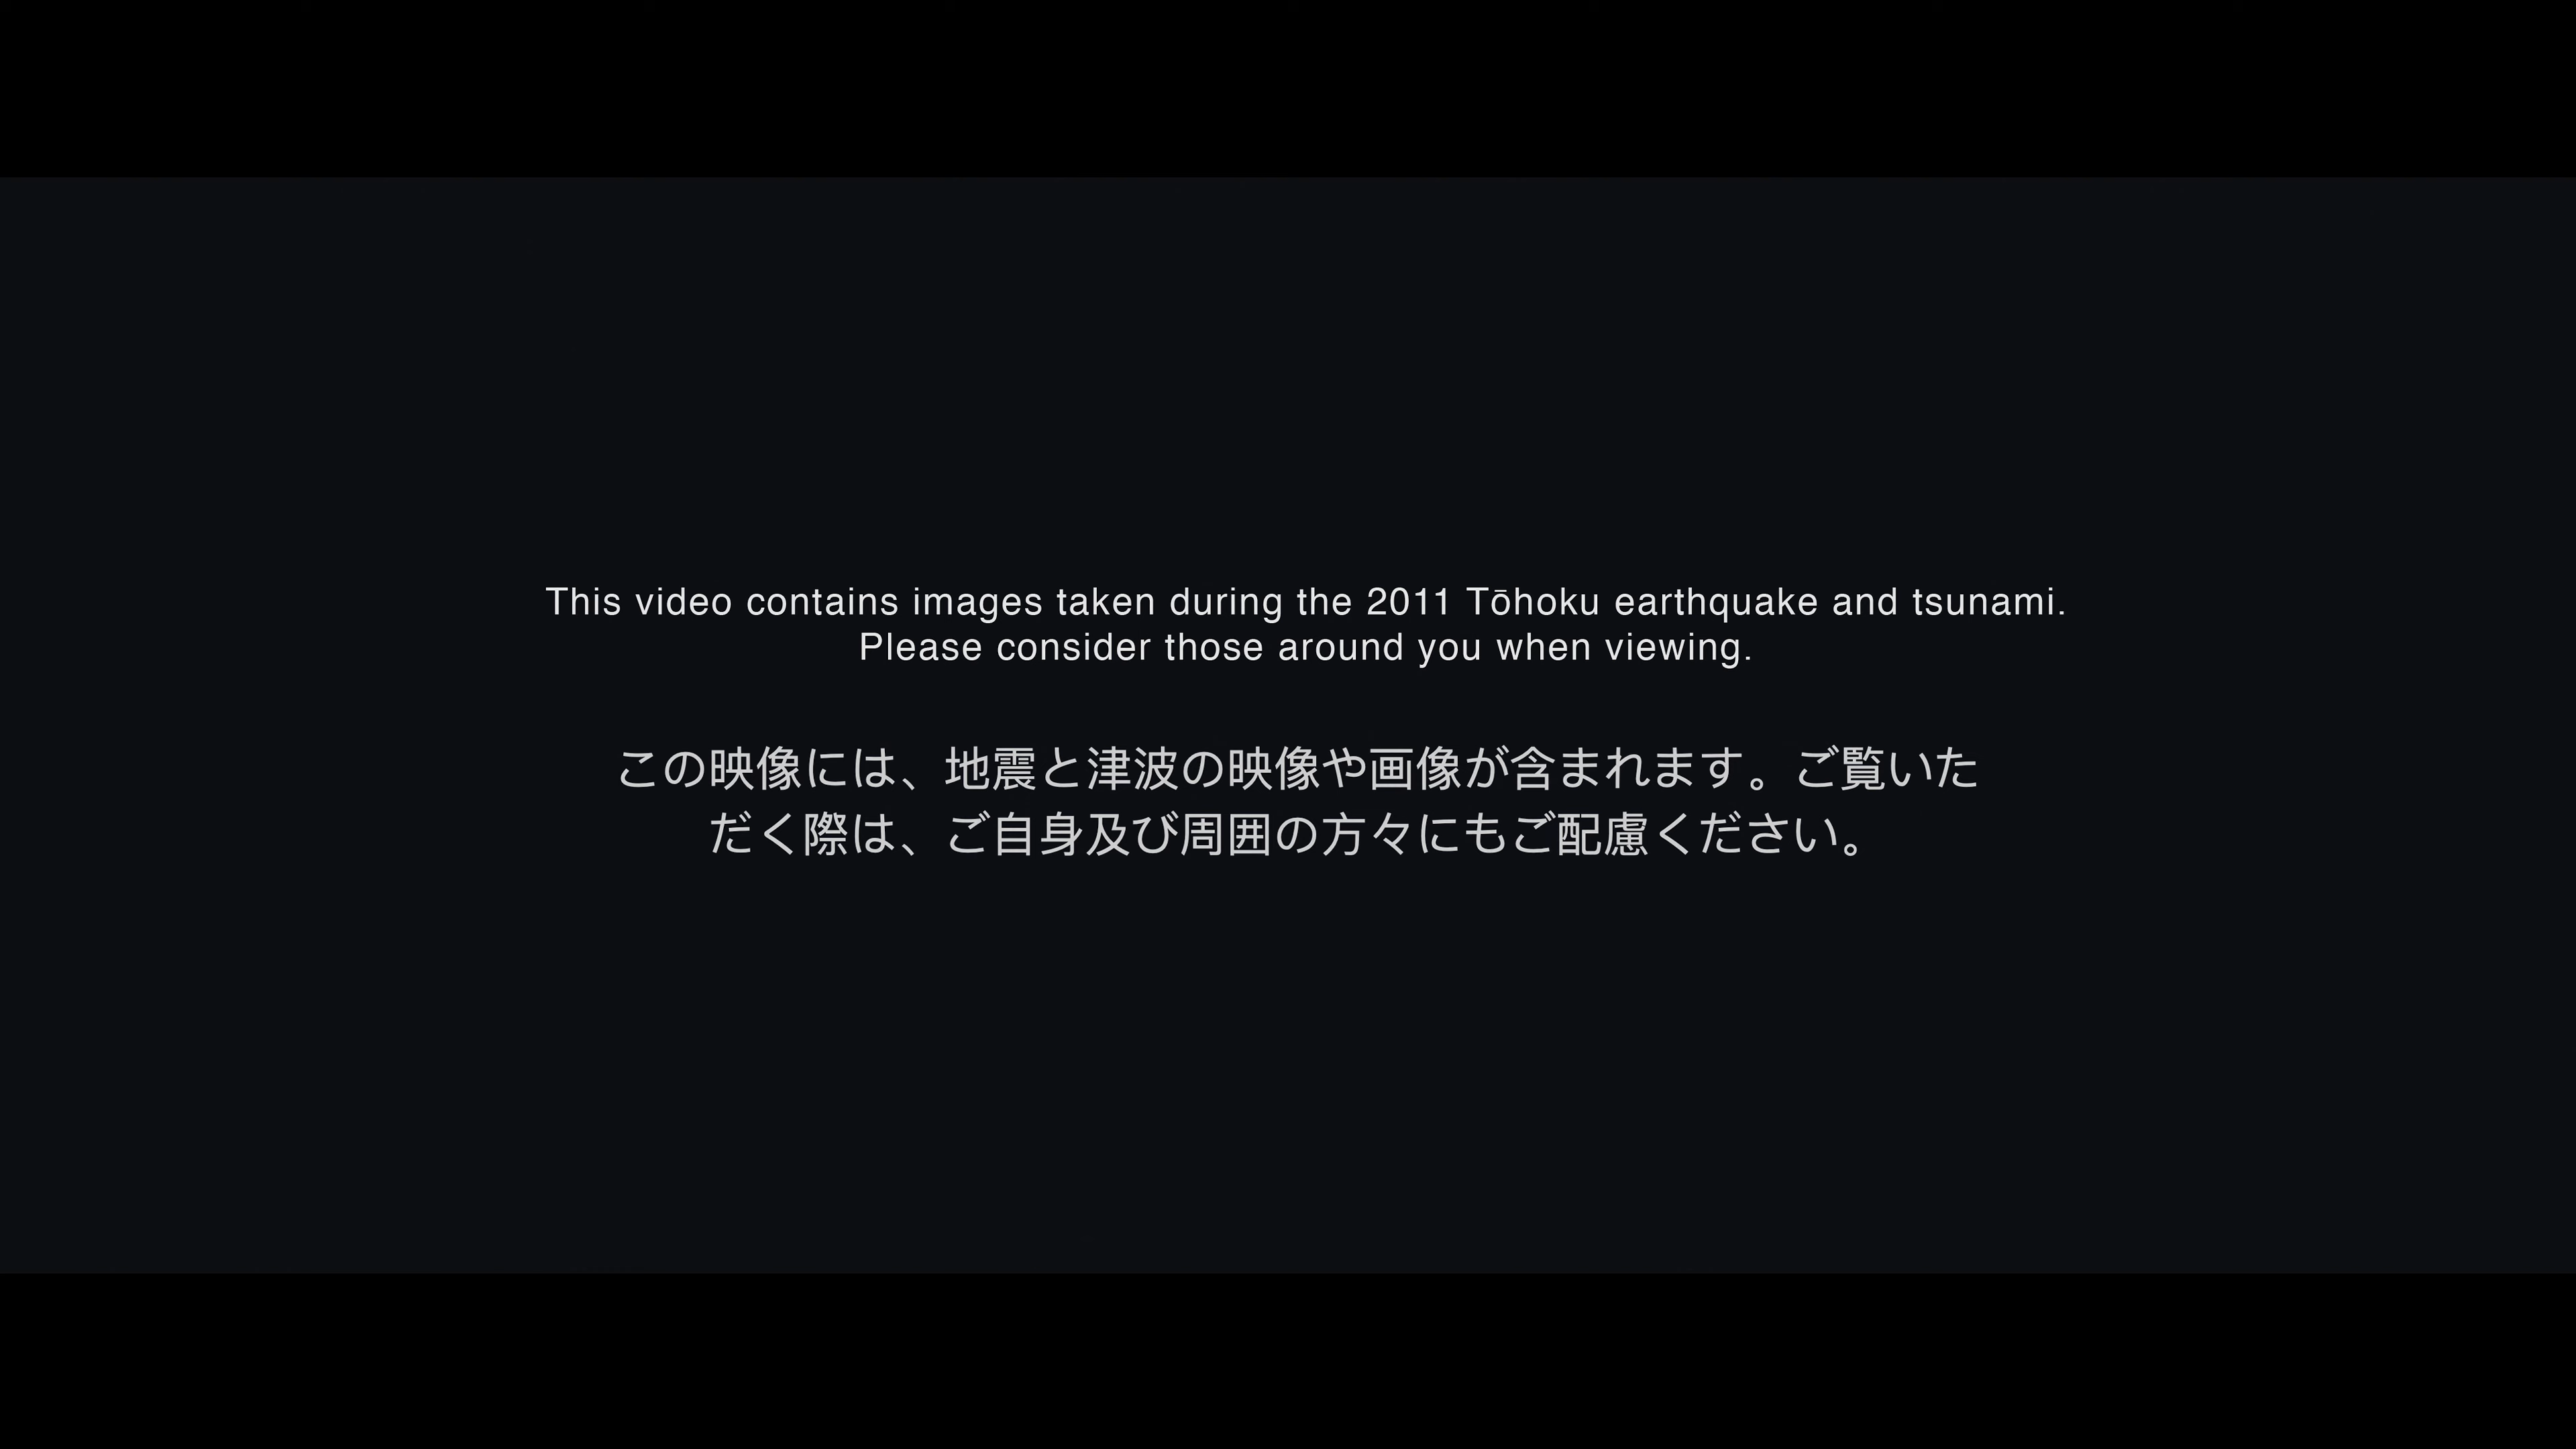 This video contains images taken during the 2011 Tōhoku earthquake and tsunami.
Please consider those around you when viewing.
この映像には、地震と津波の映像や画像が含まれます。ご覧いた
だく際は、ご自身及び周囲の方々にもご配慮ください。